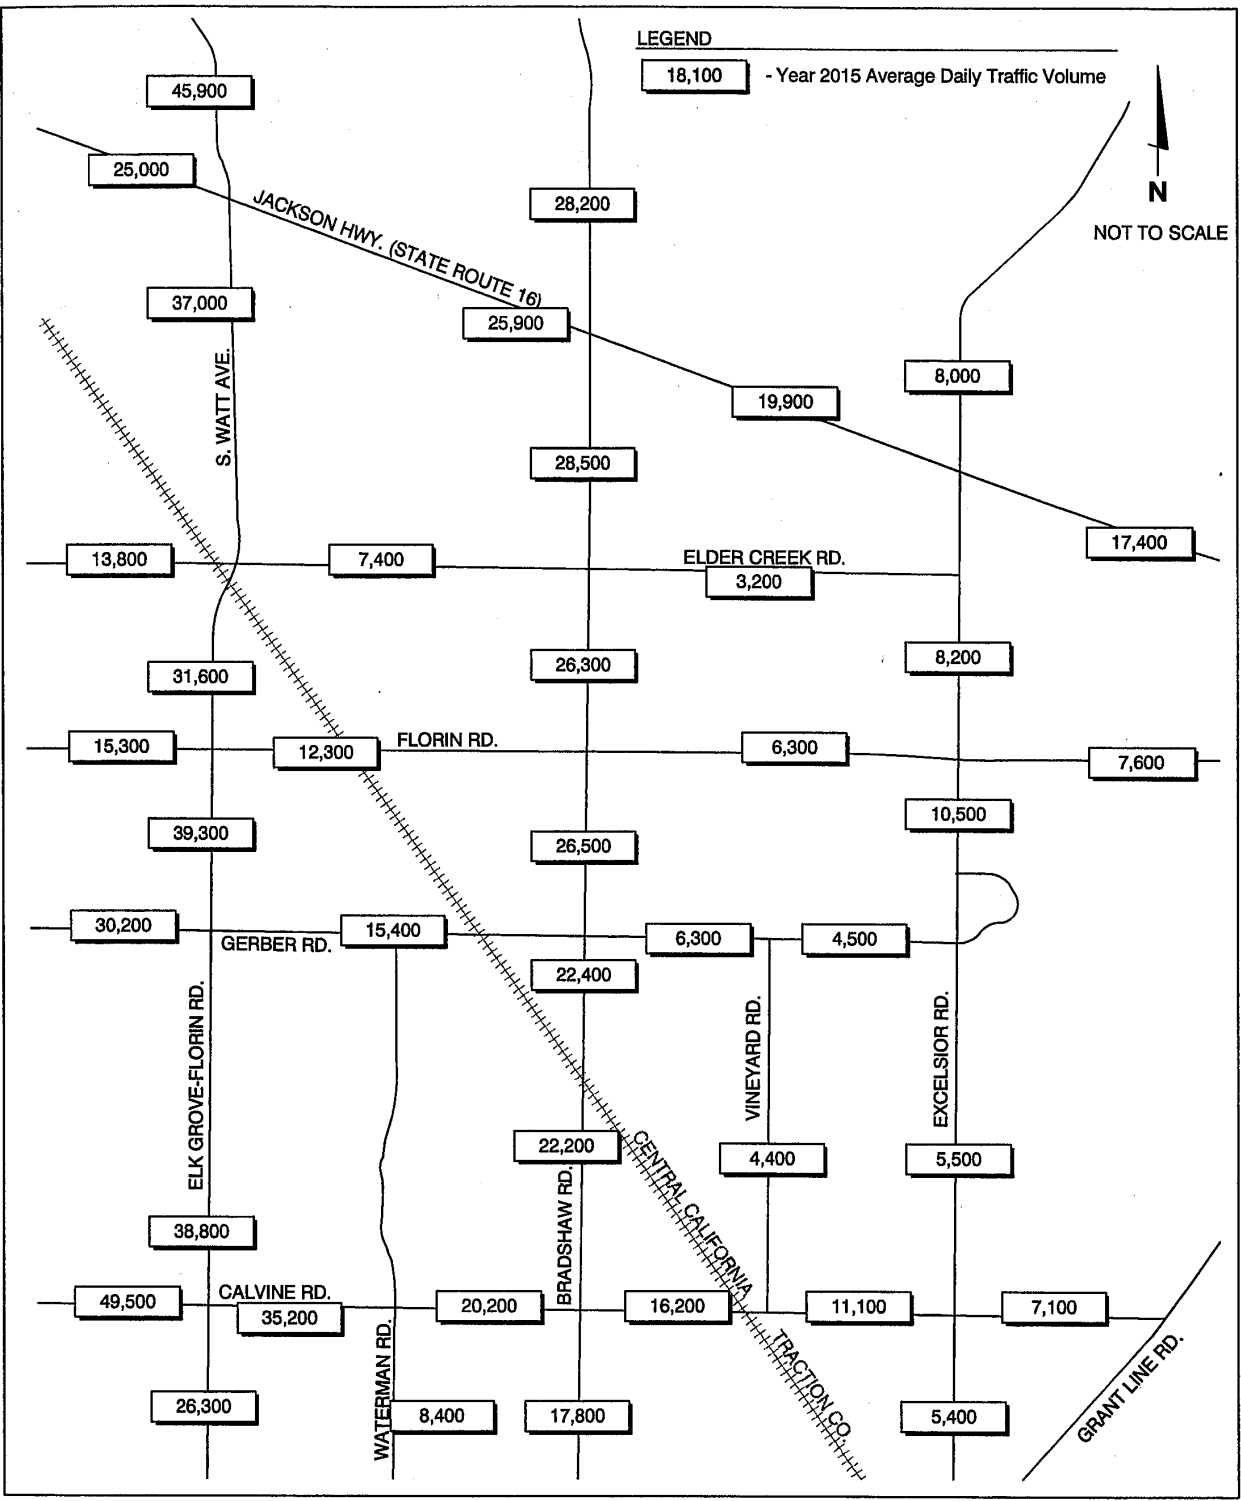 LEGEND
18,100 - Year 2015 Average Daily Traffic Volume
45,900
25,000
JACKSON HWY. (STATE ROUTE 16)
28,200
N
NOT TO SCALE
37,000
25,900
8,000
19,900
S. WATT AVE.
28,500
17,400
13,800
7,400
ELDER CREEK RD.
3,200
31,600
26,300
8,200
15,300
12,300
FLORIN RD.
6,300
7,600
39,300
26,500
10,500
30,200
GERBER RD.
15,400
6,300
4,500
22,400
ELK GROVE-FLORIN RD.
VINEYARD RD.
EXCELSIOR RD.
22,200
4,400
5,500
BRADSHAW RD.
CENTRAL CALIFORNIA
TRACTION CO.
38,800
49,500
CALVINE RD.
35,200
20,200
16,200
11,100
7,100
WATERMAN RD.
GRANT LINE RD.
26,300
8,400
17,800
5,400